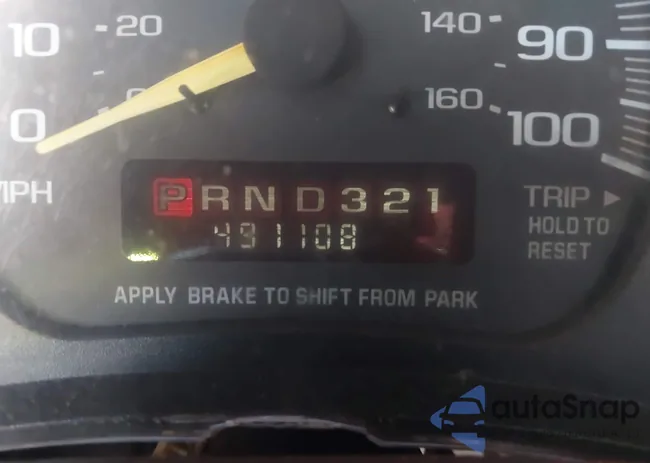 10 20 140 90
0 160 100
MPH PRND321 TRIP
491108 HOLD TO
RESET
APPLY BRAKE TO SHIFT FROM PARK
autoSnap